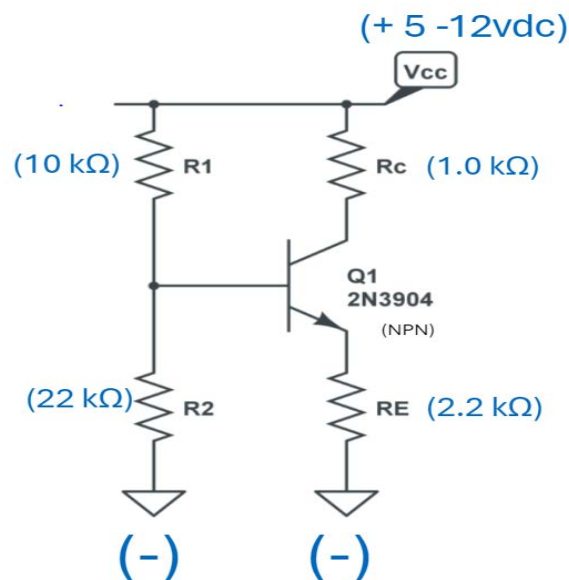 (+ 5 -12vdc)
Vcc
(10 kΩ) R1 Rc (1.0 kΩ)
Q1
2N3904
(NPN)
(22 kΩ) R2 RE (2.2 kΩ)
(-) (-)